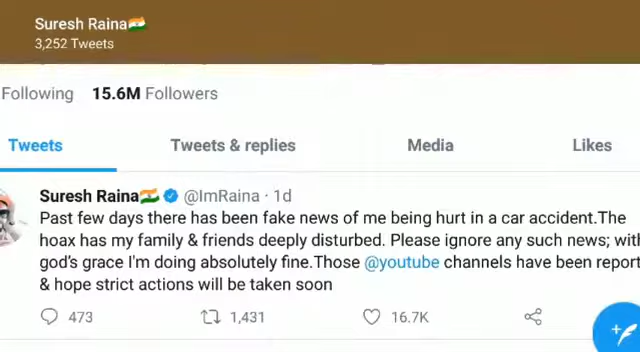 Suresh Raina🇮🇳
3,252 Tweets
Following 15.6M Followers
Tweets Tweets & replies Media Likes
Suresh Raina🇮🇳 @ImRaina · 1d
Past few days there has been fake news of me being hurt in a car accident.The
hoax has my family & friends deeply disturbed. Please ignore any such news; with
god's grace I'm doing absolutely fine.Those @youtube channels have been report
& hope strict actions will be taken soon
473 1,431 16.7K